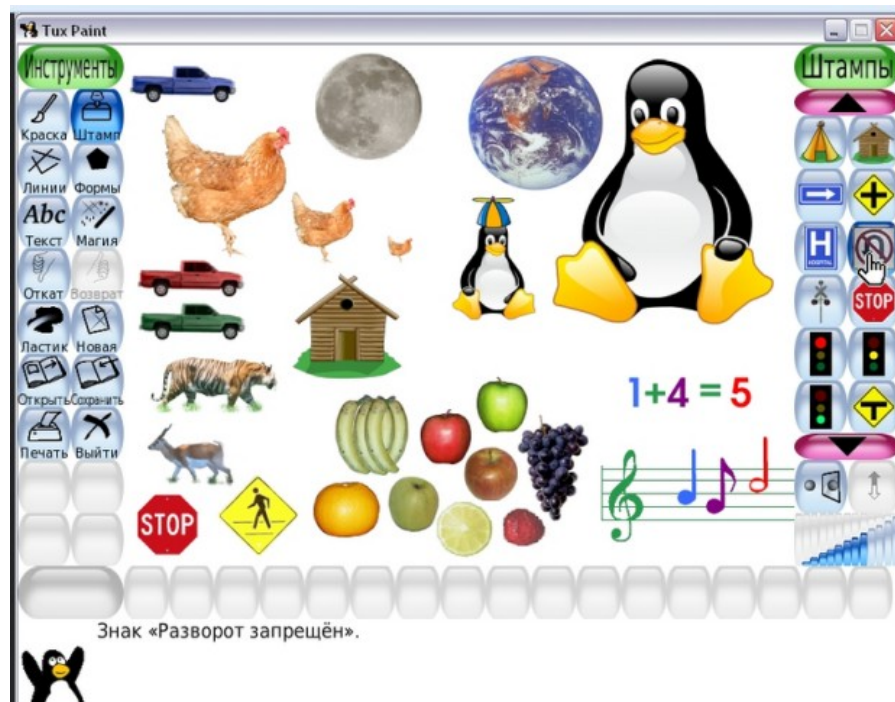 Tux Paint
Инструменты
Штампы
Краска Штамп
Линии Формы
Abc
Текст Магия
Откат Возврат
Ластик Новая
Открыть Сохранить
Печать Выйти
H
HOSPITAL
STOP
1+4 = 5
STOP
Знак «Разворот запрещён».